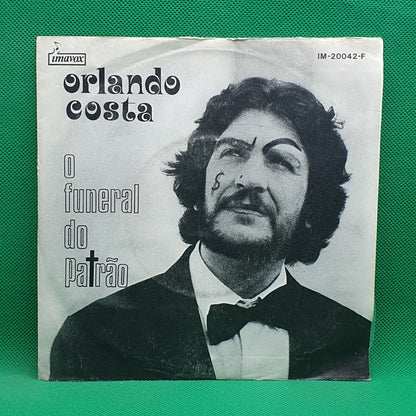 imavox
IM-20042-F
orlando
costa
o
funeral
do
Patrão